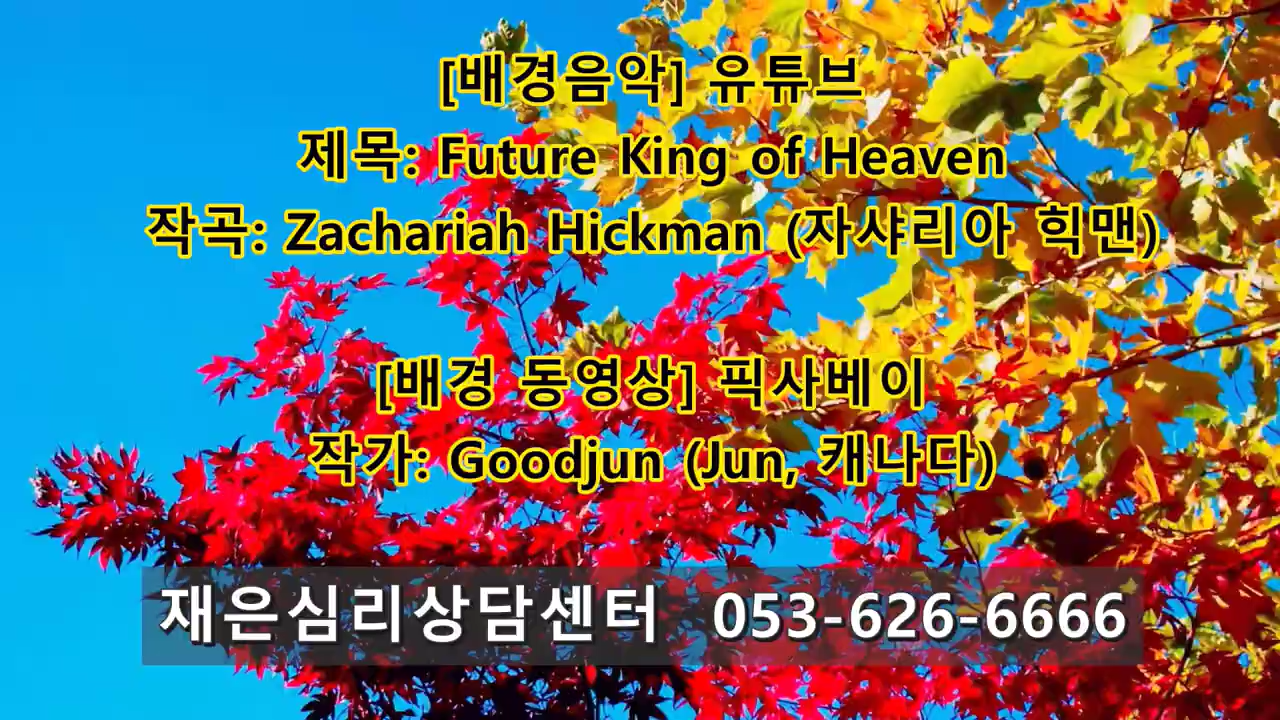 [배경음악] 유튜브
제목: Future King of Heaven
작곡: Zachariah Hickman (자샤리아 힉맨)
[배경 동영상] 픽사베이
작가: Goodjun (Jun, 캐나다)
재은심리상담센터 053-626-6666